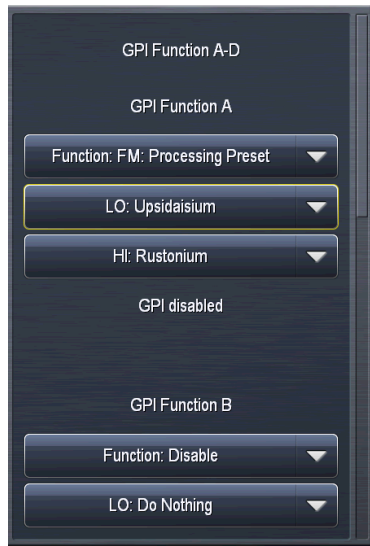 GPI Function A-D
GPI Function A
Function: FM: Processing Preset
LO: Upsidaisium
HI: Rustonium
GPI disabled
GPI Function B
Function: Disable
LO: Do Nothing